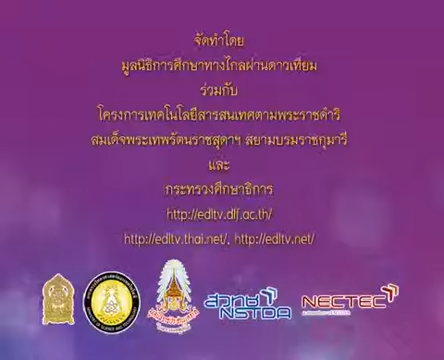 จัดทำโดย
มูลนิธิการศึกษาทางไกลผ่านดาวเทียม
ร่วมกับ
โครงการเทคโนโลยีสารสนเทศตามพระราชดำริ
สมเด็จพระเทพรัตนราชสุดาฯ สยามบรมราชกุมารี
และ
กระทรวงศึกษาธิการ
http://edltv.dlf.ac.th/
http://edltv.thai.net/, http://edltv.net/
สวทช NSTDA
NECTEC